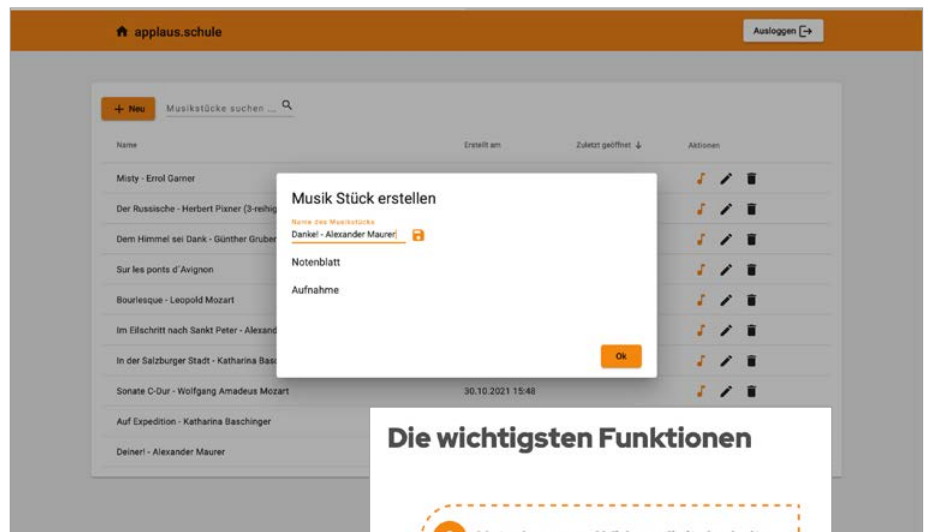 applaus.schule
Ausloggen
+ Neu
Musikstücke suchen ...
Name Erstellt am Zuletzt geöffnet ↓ Aktionen
Misty - Errol Garner
Der Russische - Herbert Pixner (3-reihig
Dem Himmel sei Dank - Günther Gruber
Sur les ponts d´Avignon
Bourlesque - Leopold Mozart
Im Eilschritt nach Sankt Peter - Alexand
In der Salzburger Stadt - Katharina Basc
Sonate C-Dur - Wolfgang Amadeus Mozart 30.10.2021 15:48
Auf Expedition - Katharina Baschinger
Deiner! - Alexander Maurer
Musik Stück erstellen
Name des Musikstücks
Danke! - Alexander Maurer
Notenblatt
Aufnahme
Ok
Die wichtigsten Funktionen